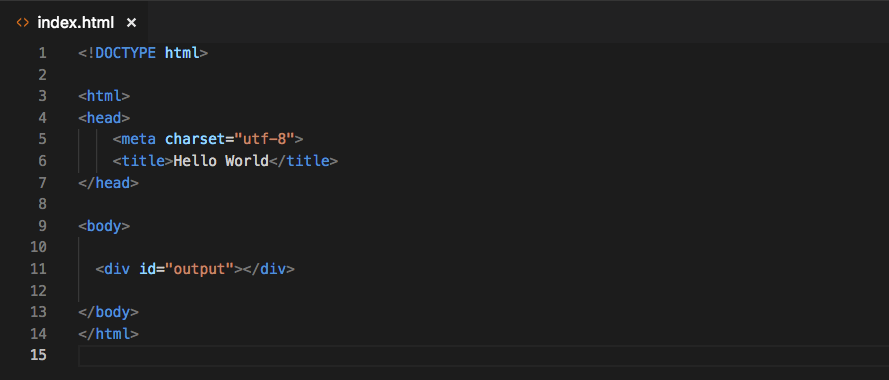 index.html ×
1 <!DOCTYPE html>
2
3 <html>
4 <head>
5 <meta charset="utf-8">
6 <title>Hello World</title>
7 </head>
8
9 <body>
10
11 <div id="output"></div>
12
13 </body>
14 </html>
15